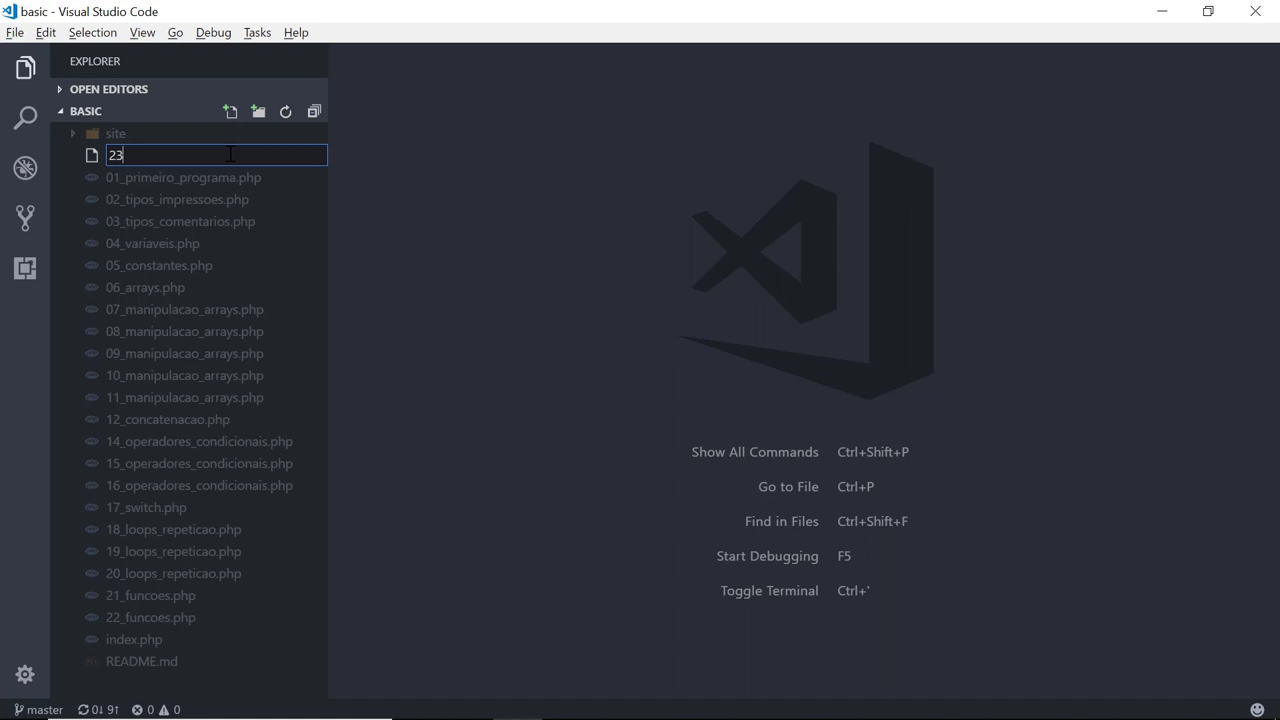 basic - Visual Studio Code
File Edit Selection View Go Debug Tasks Help
EXPLORER
OPEN EDITORS
BASIC
site
23
01_primeiro_programa.php
02_tipos_impressoes.php
03_tipos_comentarios.php
04_variaveis.php
05_constantes.php
06_arrays.php
07_manipulacao_arrays.php
08_manipulacao_arrays.php
09_manipulacao_arrays.php
10_manipulacao_arrays.php
11_manipulacao_arrays.php
12_concatenacao.php
14_operadores_condicionais.php
15_operadores_condicionais.php
16_operadores_condicionais.php
17_switch.php
18_loops_repeticao.php
19_loops_repeticao.php
20_loops_repeticao.php
21_funcoes.php
22_funcoes.php
index.php
README.md
Show All Commands Ctrl+Shift+P
Go to File Ctrl+P
Find in Files Ctrl+Shift+F
Start Debugging F5
Toggle Terminal Ctrl+`
master 0↓ 9↑ 0 0